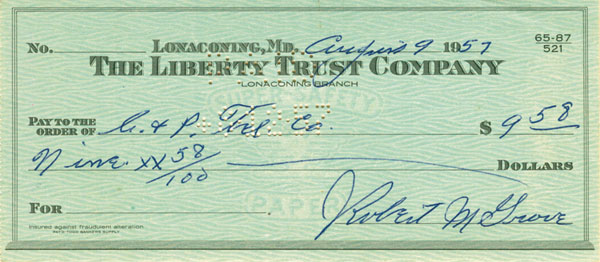 No. LONACONING, MD. August 9 1957 65-87
521
THE LIBERTY TRUST COMPANY
LONACONING BRANCH
PAY TO THE
ORDER OF C. & P. Tel. Co. $ 9 58
Nine xx 58/100 DOLLARS
FOR Robert M Grove
Insured against fraudulent alteration